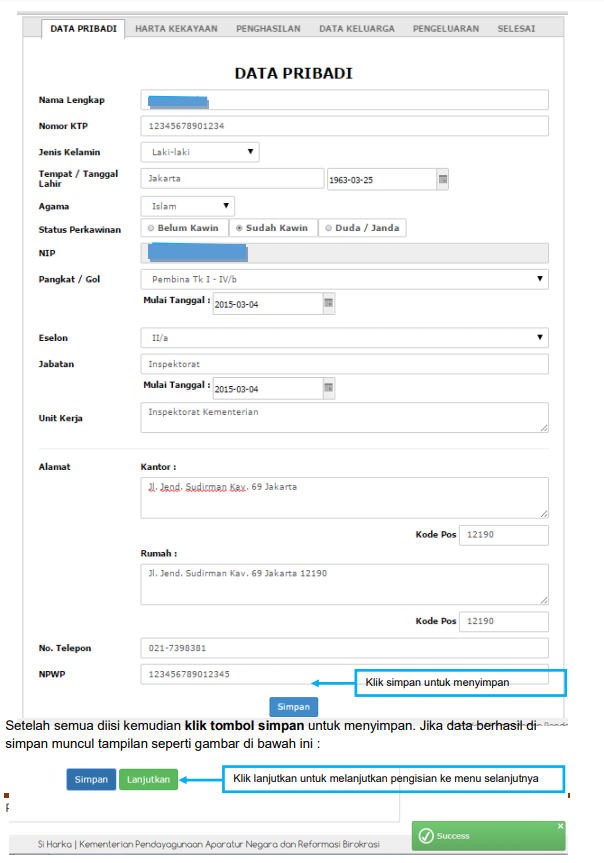 DATA PRIBADI HARTA KEKAYAAN PENGHASILAN DATA KELUARGA PENGELUARAN SELESAI
DATA PRIBADI
Nama Lengkap
Nomor KTP 12345678901234
Jenis Kelamin Laki-laki
Tempat / Tanggal
Lahir
Jakarta 1963-03-25
Agama Islam
Status Perkawinan Belum Kawin Sudah Kawin Duda / Janda
NIP
Pangkat / Gol Pembina Tk I - IV/b
Mulai Tanggal : 2015-03-04
Eselon II/a
Jabatan Inspektorat
Mulai Tanggal : 2015-03-04
Unit Kerja Inspektorat Kementerian
Alamat Kantor :
Jl. Jend. Sudirman Kav. 69 Jakarta
Kode Pos 12190
Rumah :
Jl. Jend. Sudirman Kav. 69 Jakarta 12190
Kode Pos 12190
No. Telepon 021-7398381
NPWP 123456789012345
Klik simpan untuk menyimpan
Simpan
Setelah semua diisi kemudian klik tombol simpan untuk menyimpan. Jika data berhasil di
simpan muncul tampilan seperti gambar di bawah ini :
Simpan Lanjutkan Klik lanjutkan untuk melanjutkan pengisian ke menu selanjutnya
Success
Si Harka | Kementerian Pendayagunaan Aparatur Negara dan Reformasi Birokrasi